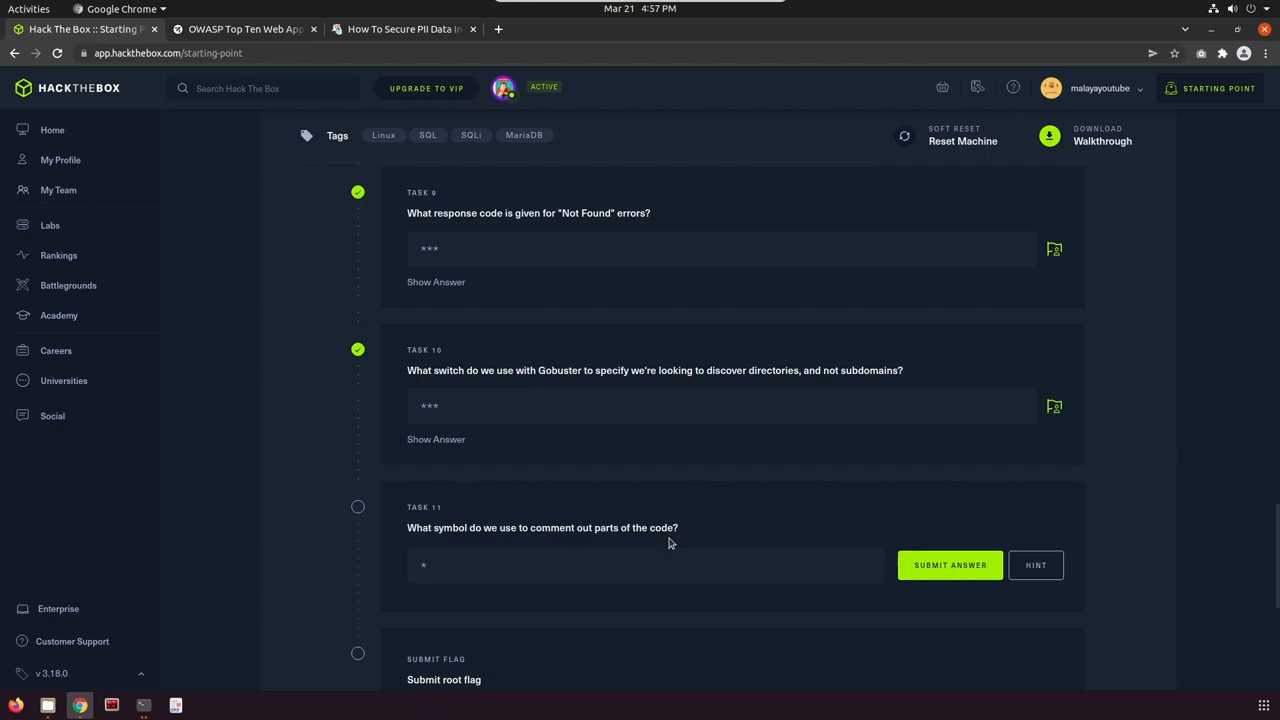 Activities
Google Chrome
Mar 21 4:57 PM
Hack The Box :: Starting P
OWASP Top Ten Web App
How To Secure PII Data In
app.hackthebox.com/starting-point
HACKTHEBOX
Search Hack The Box
UPGRADE TO VIP
ACTIVE
malayayoutube
STARTING POINT
Home
My Profile
My Team
Labs
Rankings
Battlegrounds
Academy
Careers
Universities
Social
Enterprise
Customer Support
v 3.18.0
Tags
Linux
SQL
SQLi
MariaDB
SOFT RESET
Reset Machine
DOWNLOAD
Walkthrough
TASK 9
What response code is given for "Not Found" errors?
***
Show Answer
TASK 10
What switch do we use with Gobuster to specify we're looking to discover directories, and not subdomains?
***
Show Answer
TASK 11
What symbol do we use to comment out parts of the code?
*
SUBMIT ANSWER
HINT
SUBMIT FLAG
Submit root flag